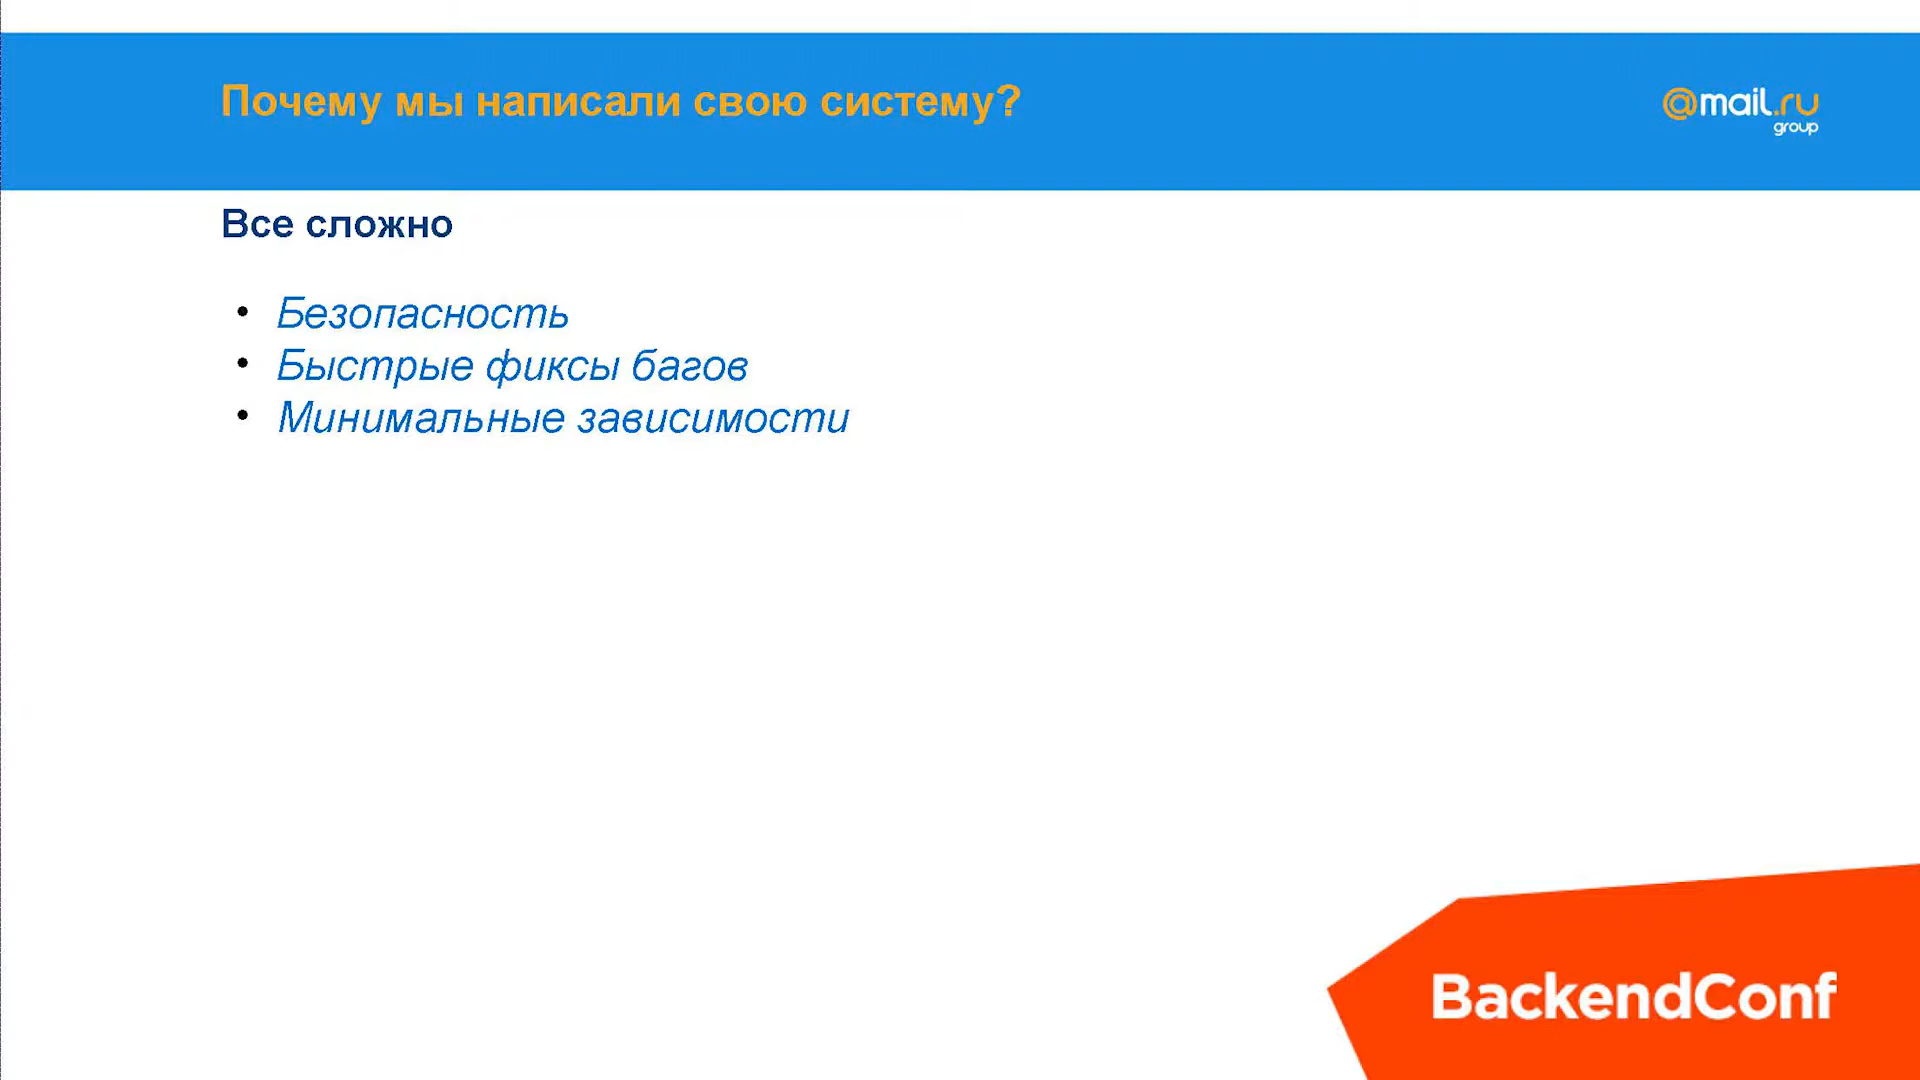 Почему мы написали свою систему?
@mail.ru
group
Все сложно
• Безопасность
• Быстрые фиксы багов
• Минимальные зависимости
BackendConf